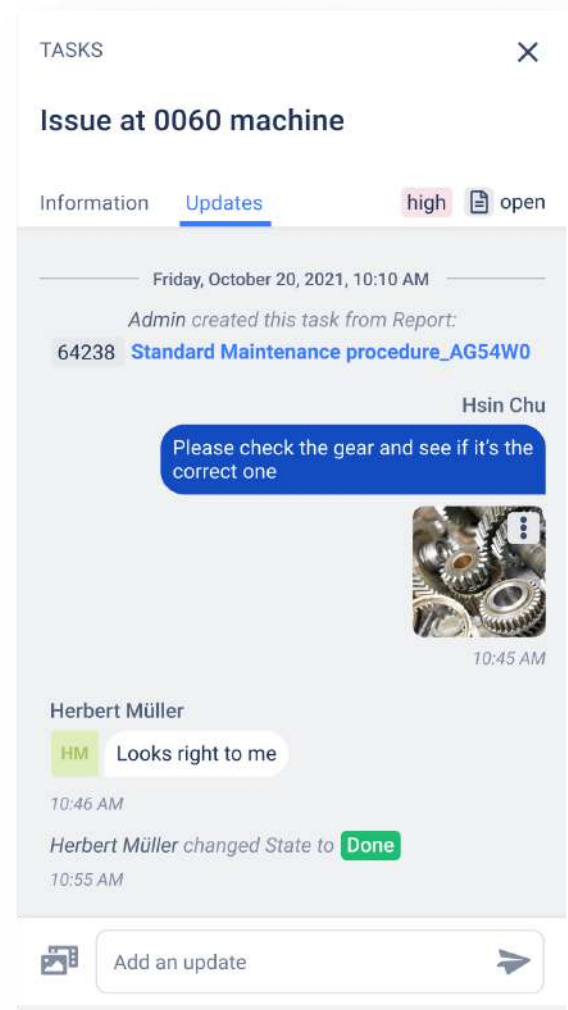 TASKS
Issue at 0060 machine
Information Updates high open
Friday, October 20, 2021, 10:10 AM
Admin created this task from Report:
64238 Standard Maintenance procedure_AG54W0
Hsin Chu
Please check the gear and see if it's the
correct one
10:45 AM
Herbert Müller
HM Looks right to me
10:46 AM
Herbert Müller changed State to Done
10:55 AM
Add an update